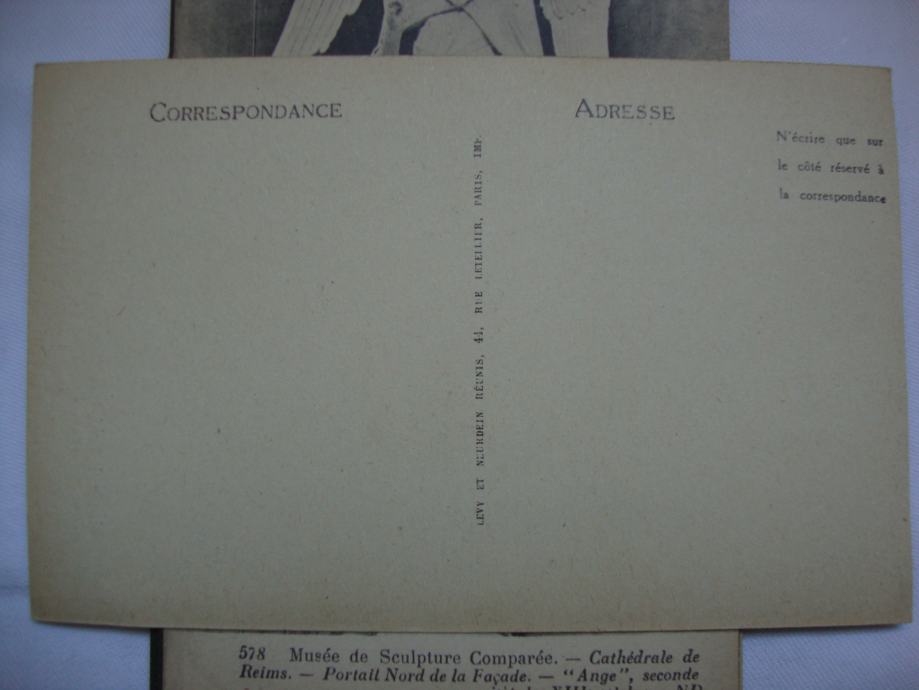 CORRESPONDANCE
ADRESSE
N'écrire que sur
le côté réservé à
la correspondance
LEVY ET NEURDEIN RÉUNIS, 44, RUE LETELLIER, PARIS, IMP.
578 Musée de Sculpture Comparée. — Cathédrale de
Reims. — Portail Nord de la Façade. — "Ange", seconde
ND